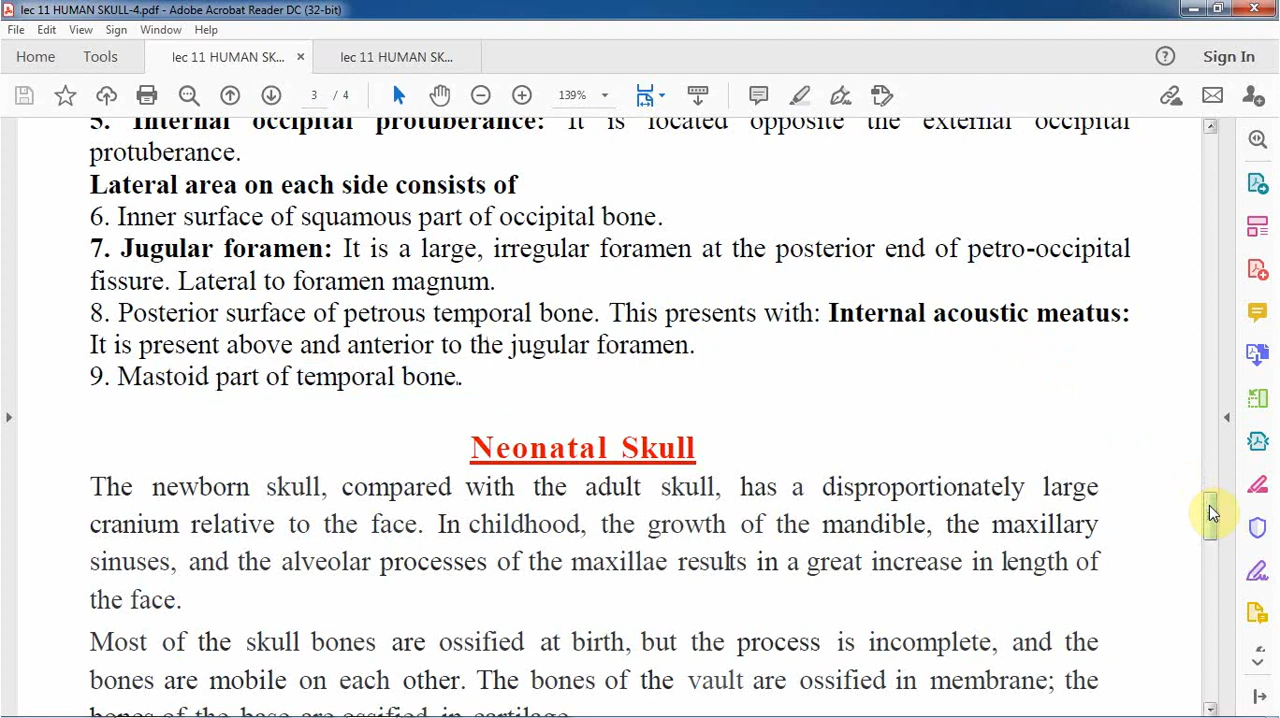 lec 11 HUMAN SKULL-4.pdf - Adobe Acrobat Reader DC (32-bit)
File Edit View Sign Window Help
Home Tools lec 11 HUMAN SK... × lec 11 HUMAN SK... ? Sign In
3 / 4 139%
5. Internal occipital protuberance: It is located opposite the external occipital
protuberance.
Lateral area on each side consists of
6. Inner surface of squamous part of occipital bone.
7. Jugular foramen: It is a large, irregular foramen at the posterior end of petro-occipital
fissure. Lateral to foramen magnum.
8. Posterior surface of petrous temporal bone. This presents with: Internal acoustic meatus:
It is present above and anterior to the jugular foramen.
9. Mastoid part of temporal bone.
Neonatal Skull
The newborn skull, compared with the adult skull, has a disproportionately large
cranium relative to the face. In childhood, the growth of the mandible, the maxillary
sinuses, and the alveolar processes of the maxillae results in a great increase in length of
the face.
Most of the skull bones are ossified at birth, but the process is incomplete, and the
bones are mobile on each other. The bones of the vault are ossified in membrane; the
bones of the base are ossified in cartilage